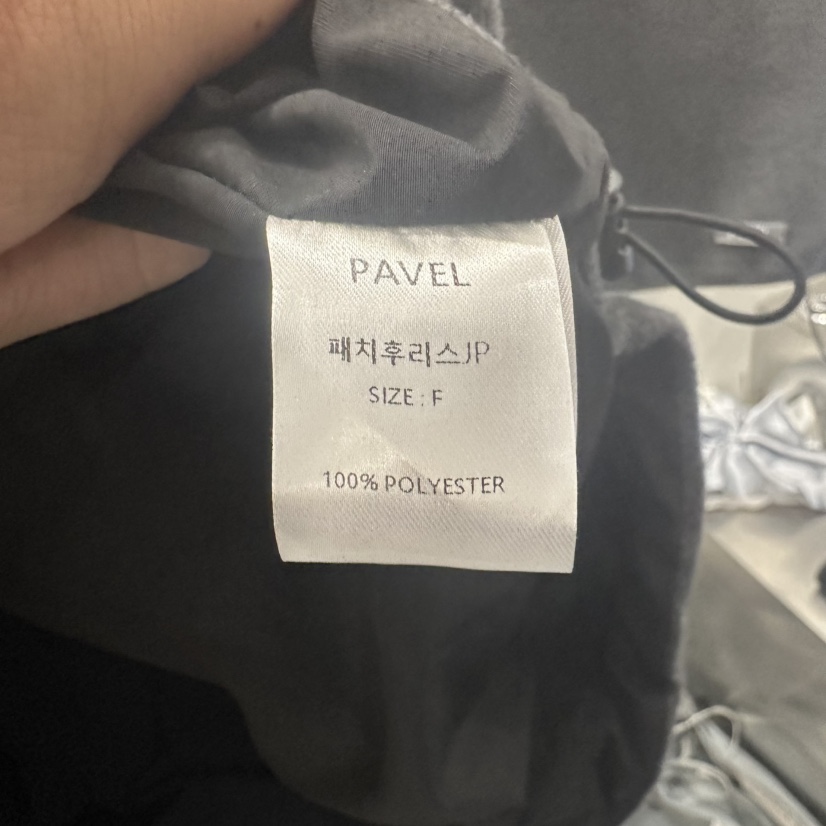 PAVEL
패치후리스JP
SIZE : F
100% POLYESTER